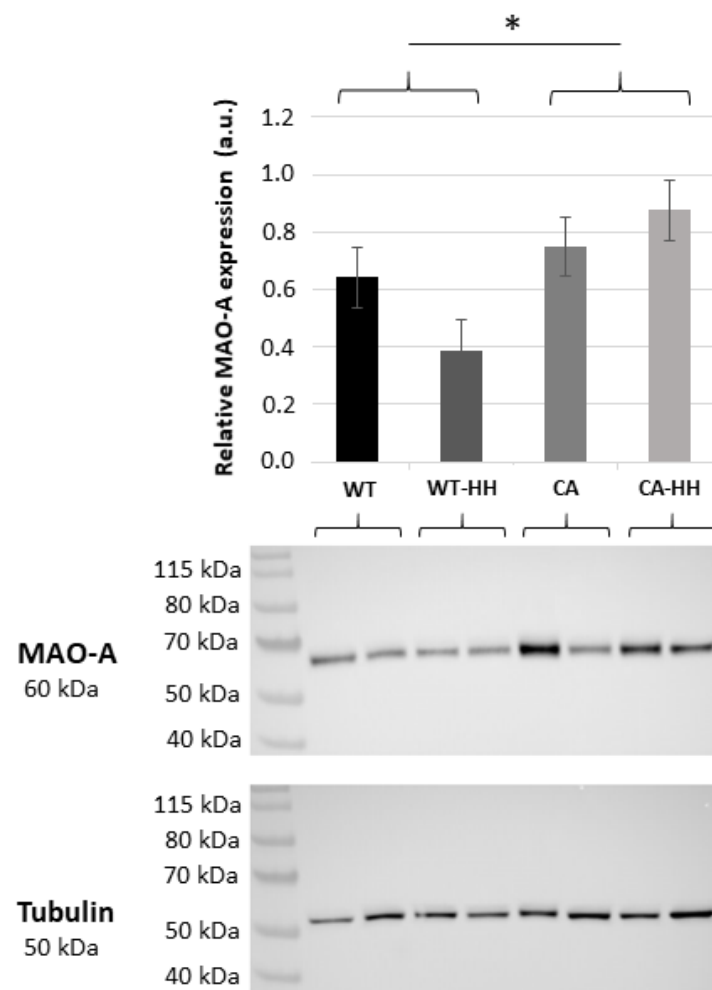 *
Relative MAO-A expression (a.u.)
1.2
1.0
0.8
0.6
0.4
0.2
0.0
WT WT-HH CA CA-HH
115 kDa
80 kDa
70 kDa
MAO-A
60 kDa
50 kDa
40 kDa
115 kDa
80 kDa
70 kDa
Tubulin
50 kDa
50 kDa
40 kDa